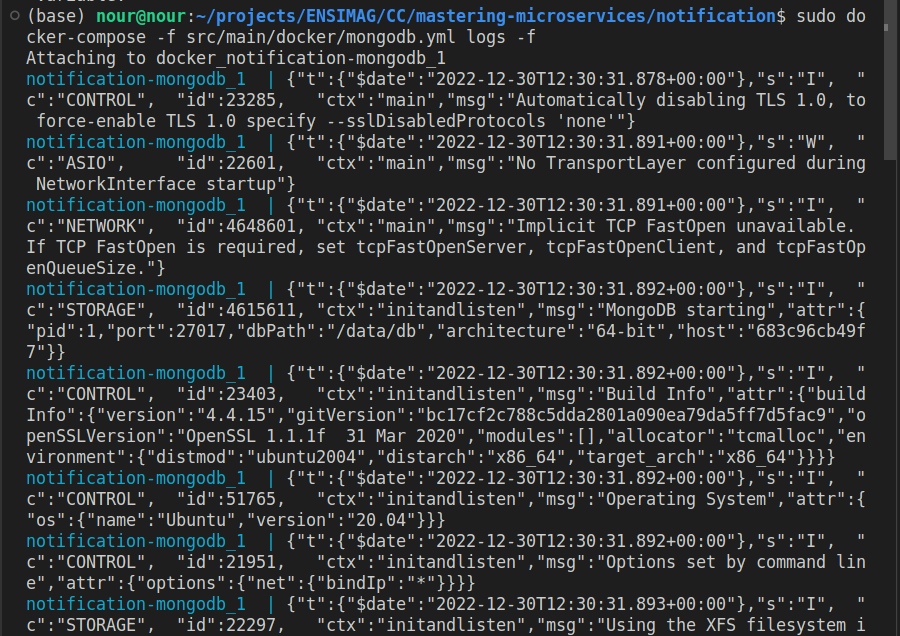 (base) nour@nour:~/projects/ENSIMAG/CC/mastering-microservices/notification$ sudo do
cker-compose -f src/main/docker/mongodb.yml logs -f
Attaching to docker_notification-mongodb_1
notification-mongodb_1  | {"t":{"$date":"2022-12-30T12:30:31.878+00:00"},"s":"I",  "
c":"CONTROL",  "id":23285,   "ctx":"main","msg":"Automatically disabling TLS 1.0, to
 force-enable TLS 1.0 specify --sslDisabledProtocols 'none'"}
notification-mongodb_1  | {"t":{"$date":"2022-12-30T12:30:31.891+00:00"},"s":"W",  "
c":"ASIO",     "id":22601,   "ctx":"main","msg":"No TransportLayer configured during
 NetworkInterface startup"}
notification-mongodb_1  | {"t":{"$date":"2022-12-30T12:30:31.891+00:00"},"s":"I",  "
c":"NETWORK",  "id":4648601, "ctx":"main","msg":"Implicit TCP FastOpen unavailable. 
If TCP FastOpen is required, set tcpFastOpenServer, tcpFastOpenClient, and tcpFastOp
enQueueSize."}
notification-mongodb_1  | {"t":{"$date":"2022-12-30T12:30:31.892+00:00"},"s":"I",  "
c":"STORAGE",  "id":4615611, "ctx":"initandlisten","msg":"MongoDB starting","attr":{
"pid":1,"port":27017,"dbPath":"/data/db","architecture":"64-bit","host":"683c96cb49f
7"}}
notification-mongodb_1  | {"t":{"$date":"2022-12-30T12:30:31.892+00:00"},"s":"I",  "
c":"CONTROL",  "id":23403,   "ctx":"initandlisten","msg":"Build Info","attr":{"build
Info":{"version":"4.4.15","gitVersion":"bc17cf2c788c5dda2801a090ea79da5ff7d5fac9","o
penSSLVersion":"OpenSSL 1.1.1f  31 Mar 2020","modules":[],"allocator":"tcmalloc","en
vironment":{"distmod":"ubuntu2004","distarch":"x86_64","target_arch":"x86_64"}}}}
notification-mongodb_1  | {"t":{"$date":"2022-12-30T12:30:31.892+00:00"},"s":"I",  "
c":"CONTROL",  "id":51765,   "ctx":"initandlisten","msg":"Operating System","attr":{
"os":{"name":"Ubuntu","version":"20.04"}}}
notification-mongodb_1  | {"t":{"$date":"2022-12-30T12:30:31.892+00:00"},"s":"I",  "
c":"CONTROL",  "id":21951,   "ctx":"initandlisten","msg":"Options set by command lin
e","attr":{"options":{"net":{"bindIp":"*"}}}}
notification-mongodb_1  | {"t":{"$date":"2022-12-30T12:30:31.893+00:00"},"s":"I",  "
c":"STORAGE",  "id":22297,   "ctx":"initandlisten","msg":"Using the XFS filesystem i